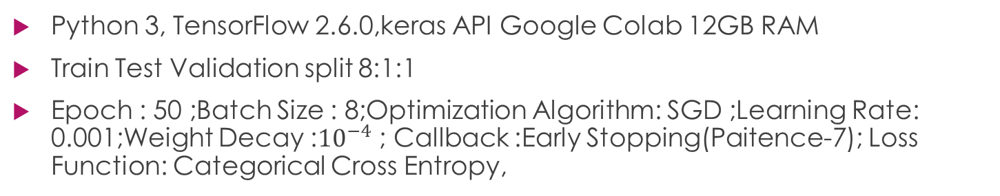 Python 3, TensorFlow 2.6.0,keras API Google Colab 12GB RAM
Train Test Validation split 8:1:1
Epoch : 50 ;Batch Size : 8;Optimization Algorithm: SGD ;Learning Rate:
0.001;Weight Decay :10⁻⁴ ; Callback :Early Stopping(Paitence-7); Loss
Function: Categorical Cross Entropy,